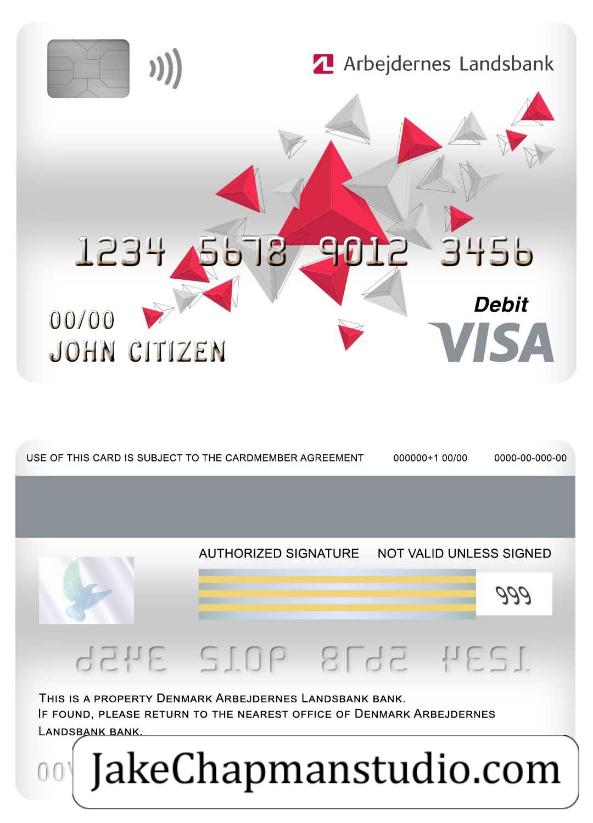 Arbejdernes Landsbank
1234 5678 9012 3456
00/00
Debit
JOHN CITIZEN
VISA
USE OF THIS CARD IS SUBJECT TO THE CARDMEMBER AGREEMENT 000000+1 00/00 0000-00-000-00
AUTHORIZED SIGNATURE NOT VALID UNLESS SIGNED
999
THIS IS A PROPERTY DENMARK ARBEJDERNES LANDSBANK BANK.
IF FOUND, PLEASE RETURN TO THE NEAREST OFFICE OF DENMARK ARBEJDERNES
LANDSBANK BANK.
JakeChapmanstudio.com